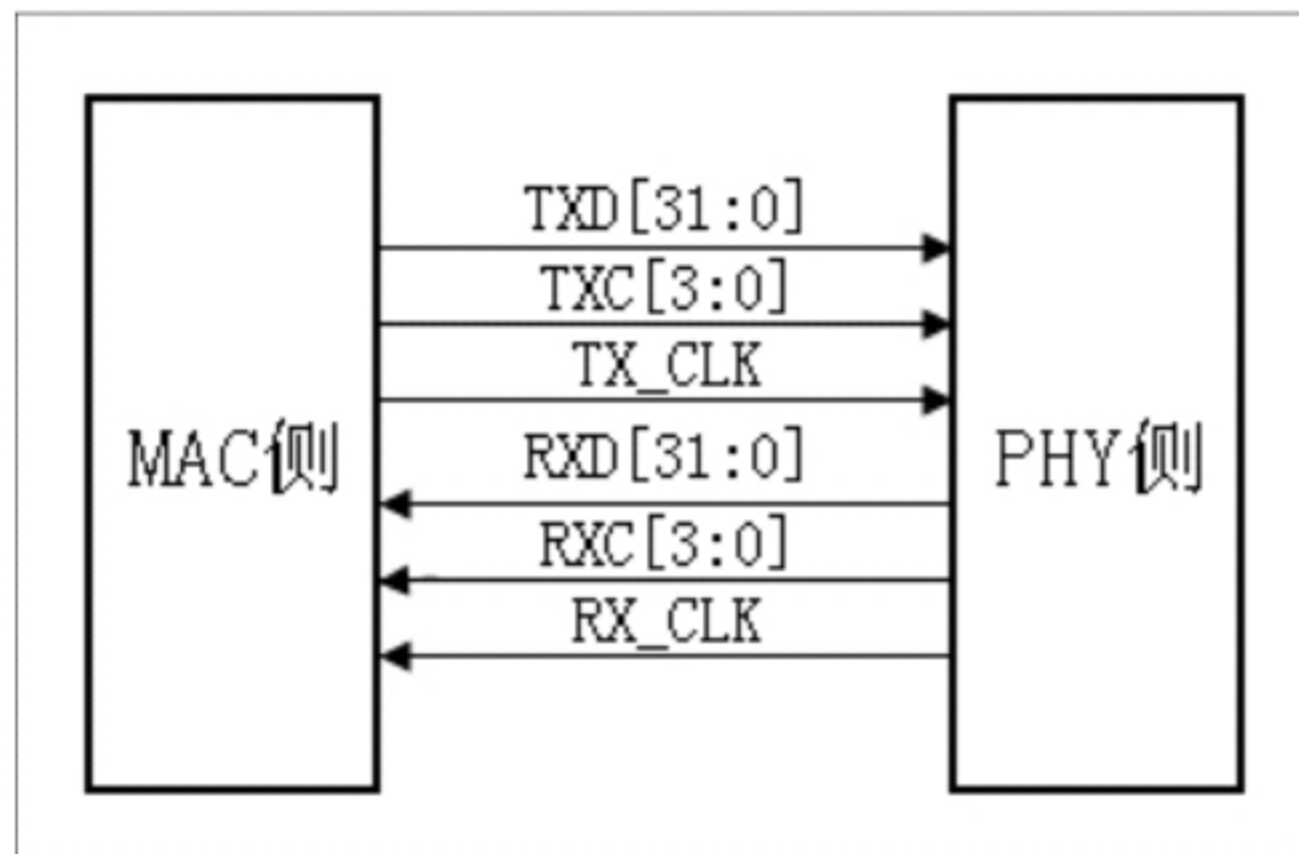 TXD[31:0]
TXC[3:0]
TX_CLK
MAC侧
RXD[31:0]
PHY侧
RXC[3:0]
RX_CLK